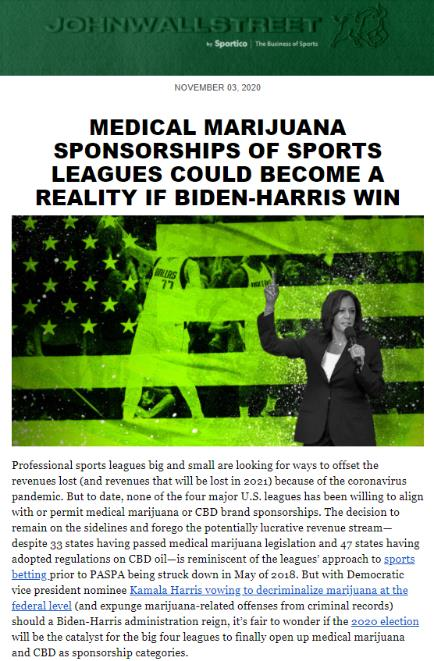 JOHNWALLSTREET
by Sportico | The Business of Sports
NOVEMBER 03, 2020
MEDICAL MARIJUANA
SPONSORSHIPS OF SPORTS
LEAGUES COULD BECOME A
REALITY IF BIDEN-HARRIS WIN
77
Professional sports leagues big and small are looking for ways to offset the
revenues lost (and revenues that will be lost in 2021) because of the coronavirus
pandemic. But to date, none of the four major U.S. leagues has been willing to align
with or permit medical marijuana or CBD brand sponsorships. The decision to
remain on the sidelines and forego the potentially lucrative revenue stream—
despite 33 states having passed medical marijuana legislation and 47 states having
adopted regulations on CBD oil—is reminiscent of the leagues' approach to sports
betting prior to PASPA being struck down in May of 2018. But with Democratic
vice president nominee Kamala Harris vowing to decriminalize marijuana at the
federal level (and expunge marijuana-related offenses from criminal records)
should a Biden-Harris administration reign, it's fair to wonder if the 2020 election
will be the catalyst for the big four leagues to finally open up medical marijuana
and CBD as sponsorship categories.